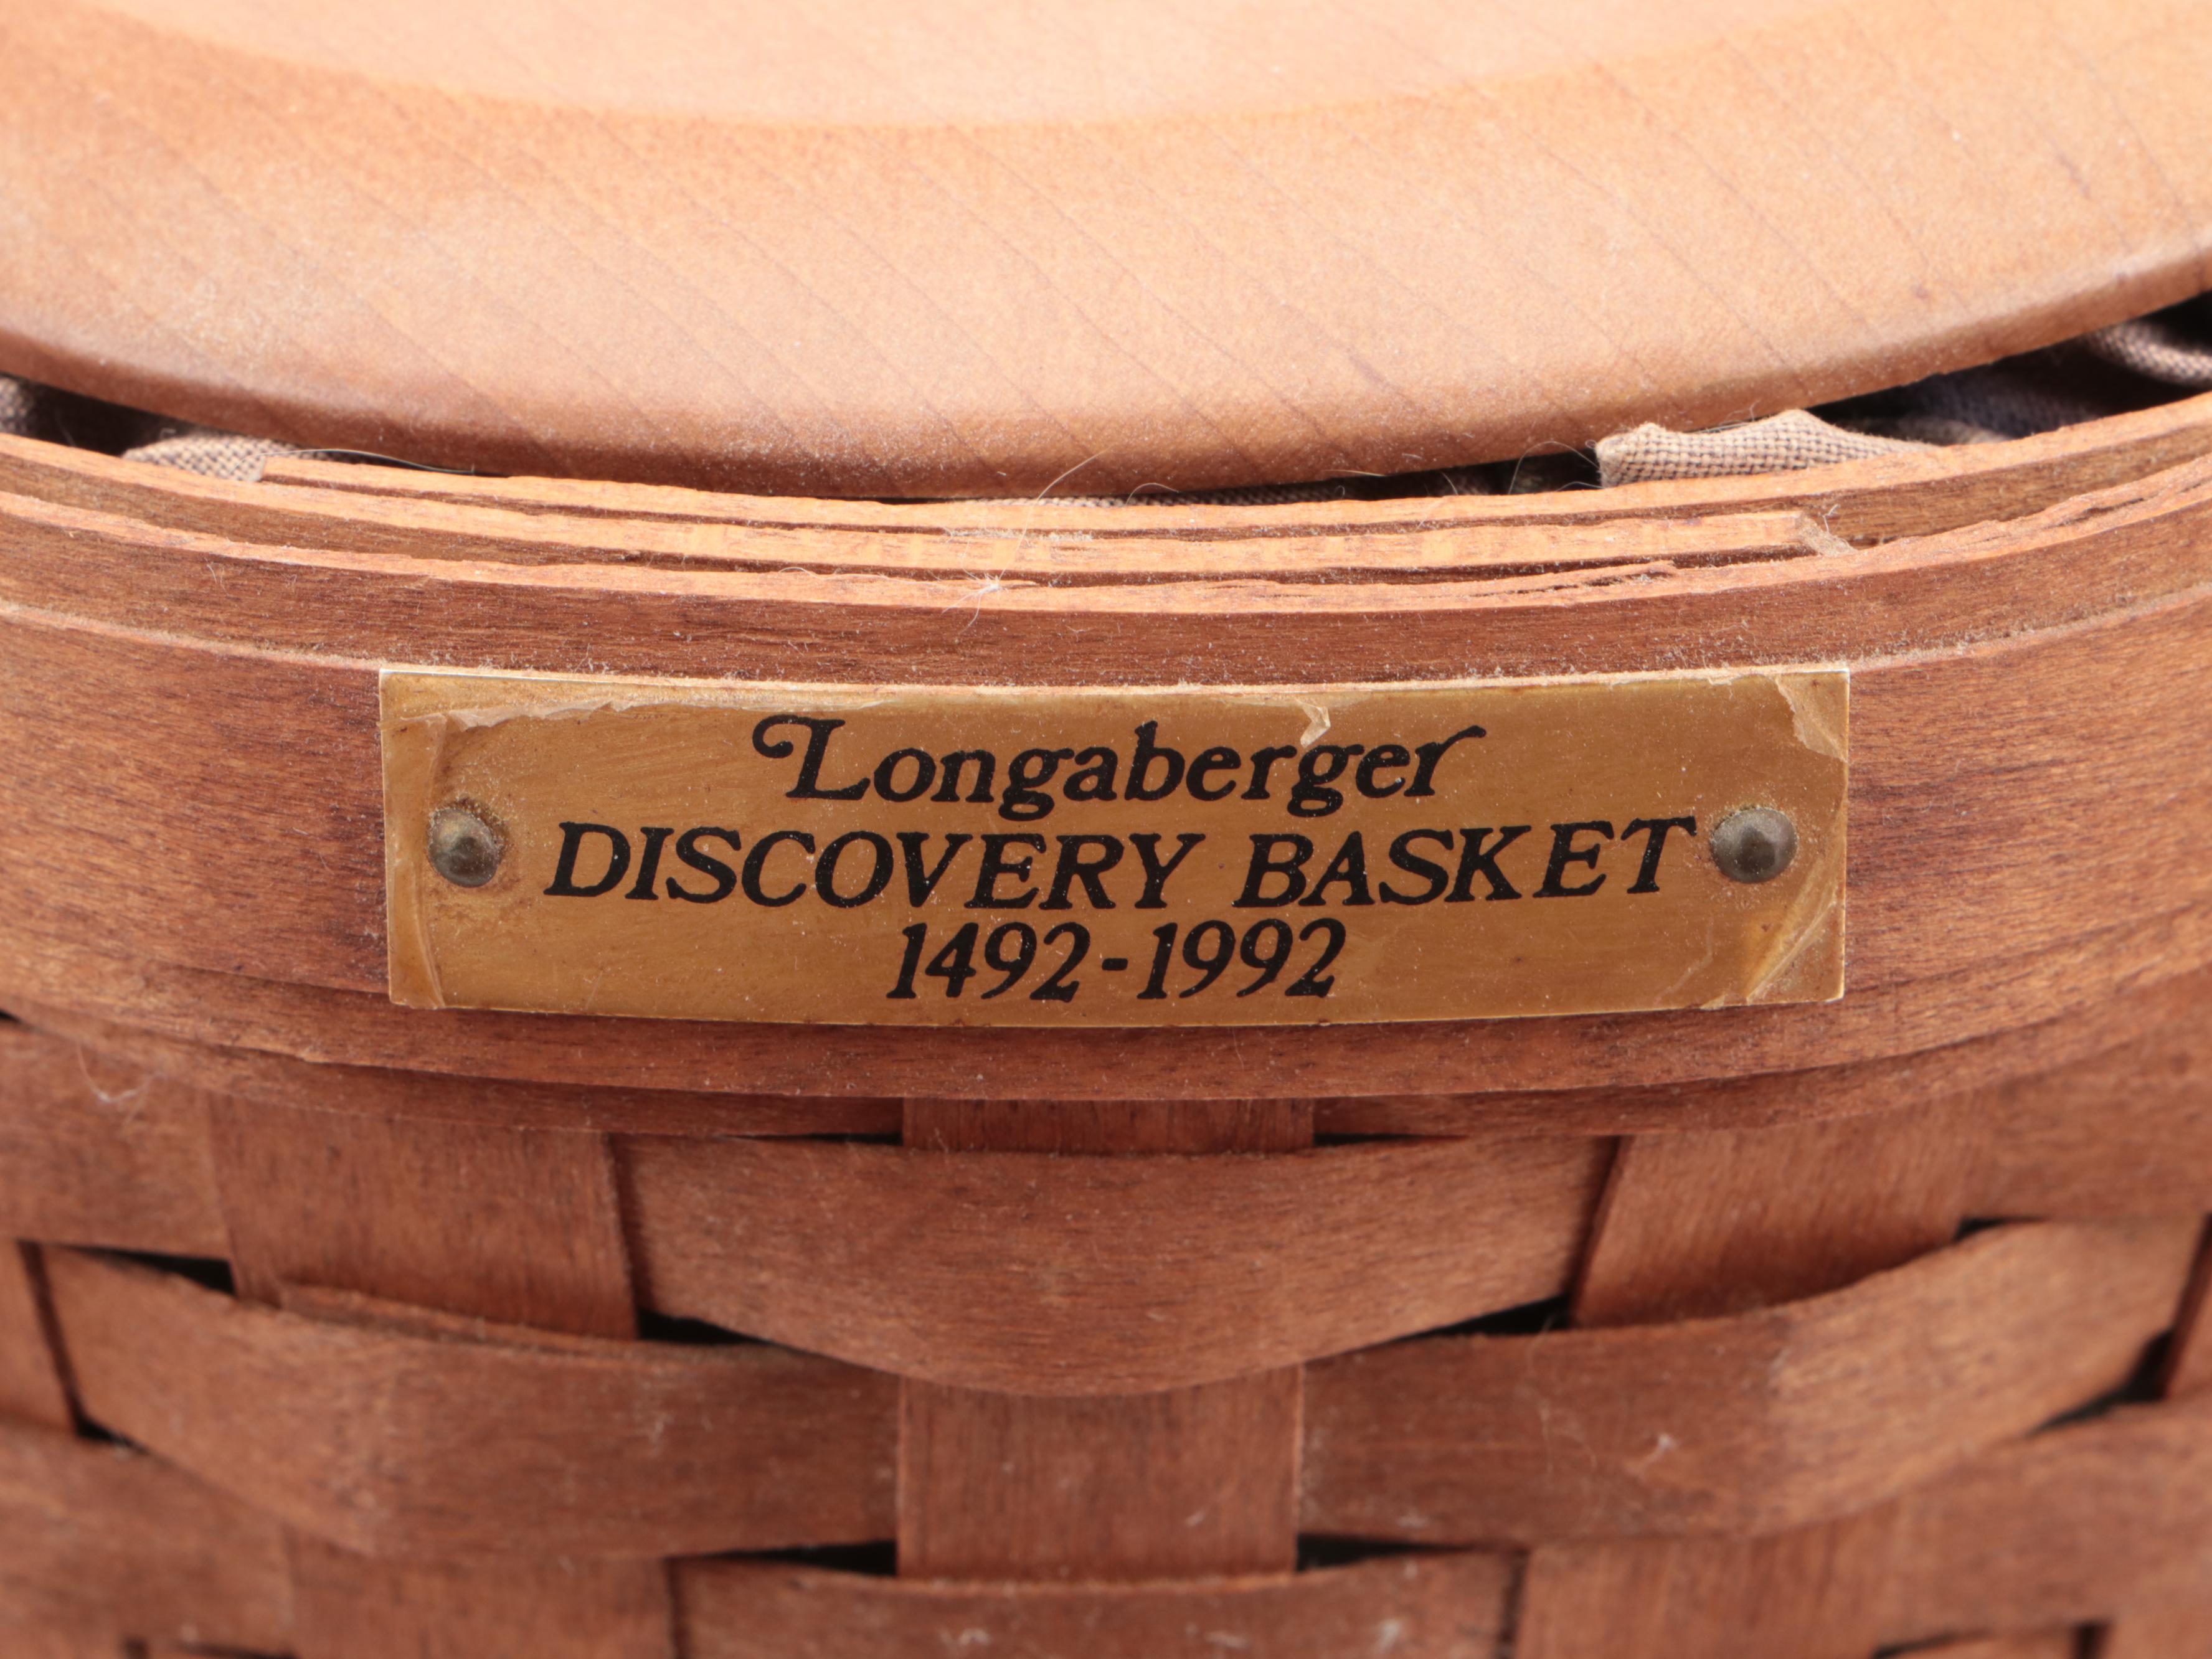 Longaberger
DISCOVERY BASKET
1492-1992